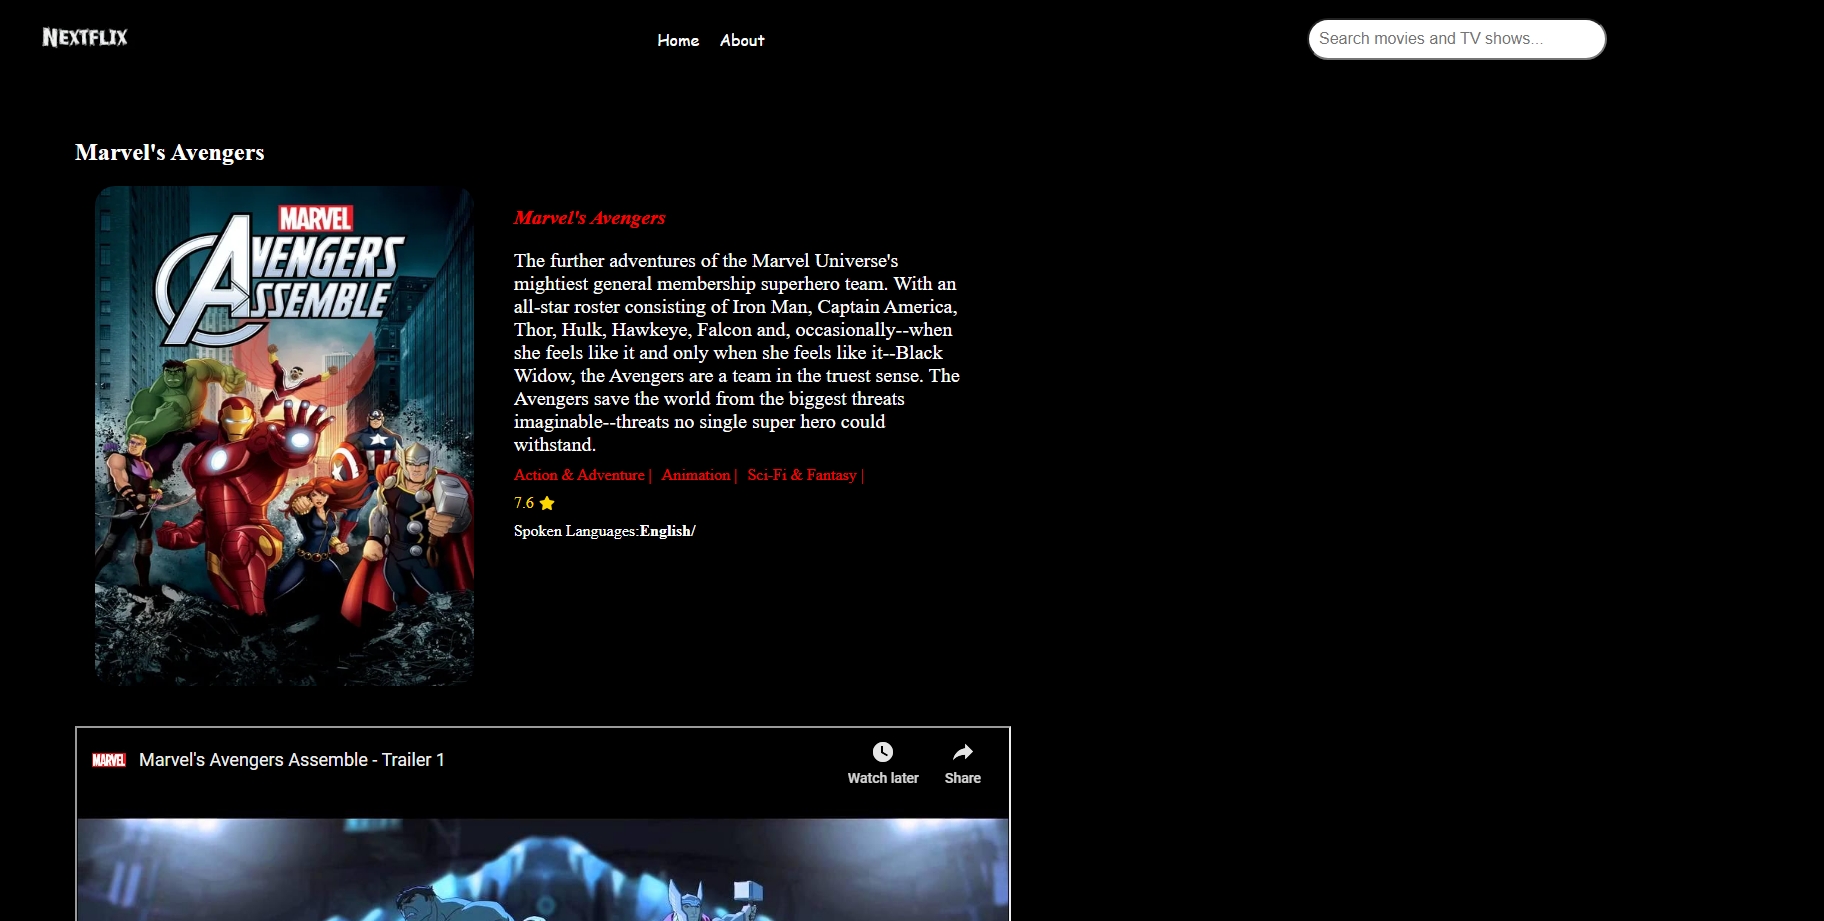 NEXTFLIX
Home About
Search movies and TV shows...
Marvel's Avengers
MARVEL
AVENGERS
ASSEMBLE
Marvel's Avengers
The further adventures of the Marvel Universe's
mightiest general membership superhero team. With an
all-star roster consisting of Iron Man, Captain America,
Thor, Hulk, Hawkeye, Falcon and, occasionally--when
she feels like it and only when she feels like it--Black
Widow, the Avengers are a team in the truest sense. The
Avengers save the world from the biggest threats
imaginable--threats no single super hero could
withstand.
Action & Adventure | Animation | Sci-Fi & Fantasy |
7.6
Spoken Languages:English/
MARVEL Marvel's Avengers Assemble - Trailer 1
Watch later Share